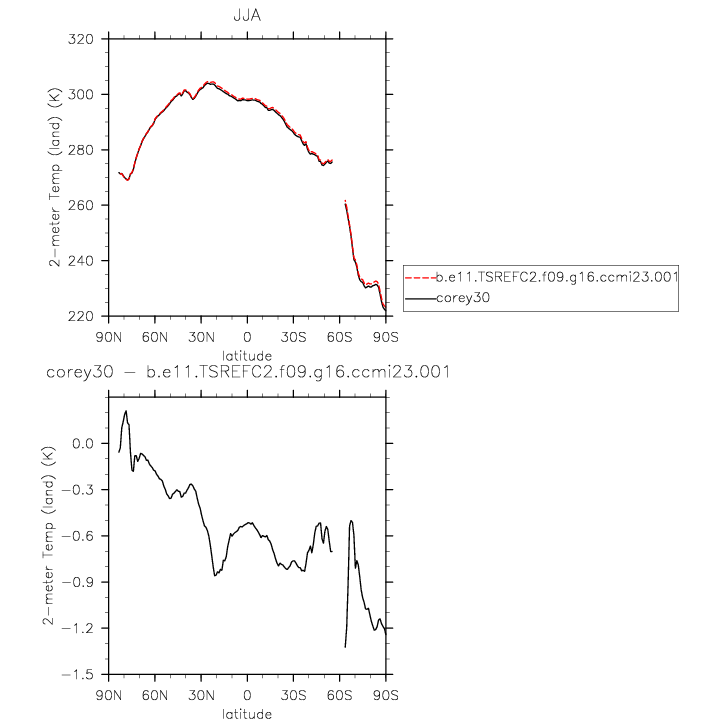 JJA
320
300
280
260
240
220
2-meter Temp (land) (K)
90N 60N 30N 0 30S 60S 90S
latitude
b.e11.TSREFC2.f09.g16.ccmi23.001
corey30
corey30 - b.e11.TSREFC2.f09.g16.ccmi23.001
0.0
-0.3
-0.6
-0.9
-1.2
-1.5
2-meter Temp (land) (K)
90N 60N 30N 0 30S 60S 90S
latitude